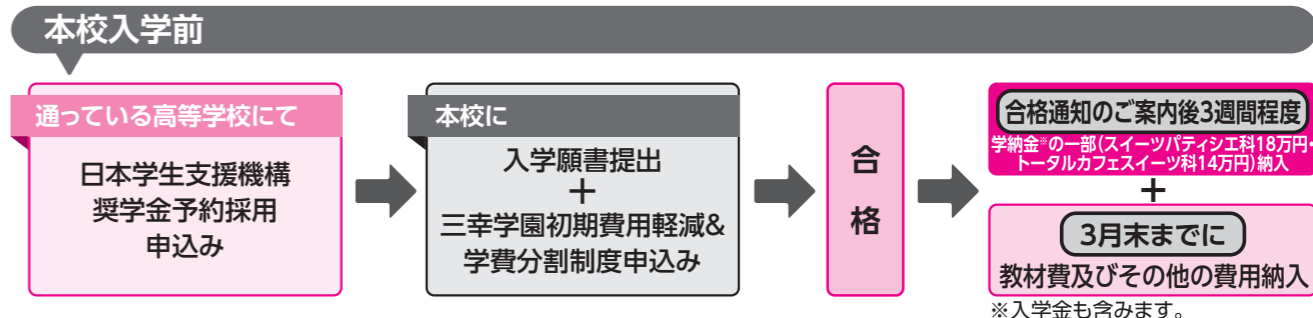 本校入学前
通っている高等学校にて
日本学生支援機構
奨学金予約採用
申込み
本校に
入学願書提出
＋
三幸学園初期費用軽減&
学費分割制度申込み
合
格
合格通知のご案内後3週間程度
学納金※の一部(スイーツパティシエ科18万円・
トータルカフェスイーツ科14万円)納入
＋
3月末までに
教材費及びその他の費用納入
※入学金も含みます。